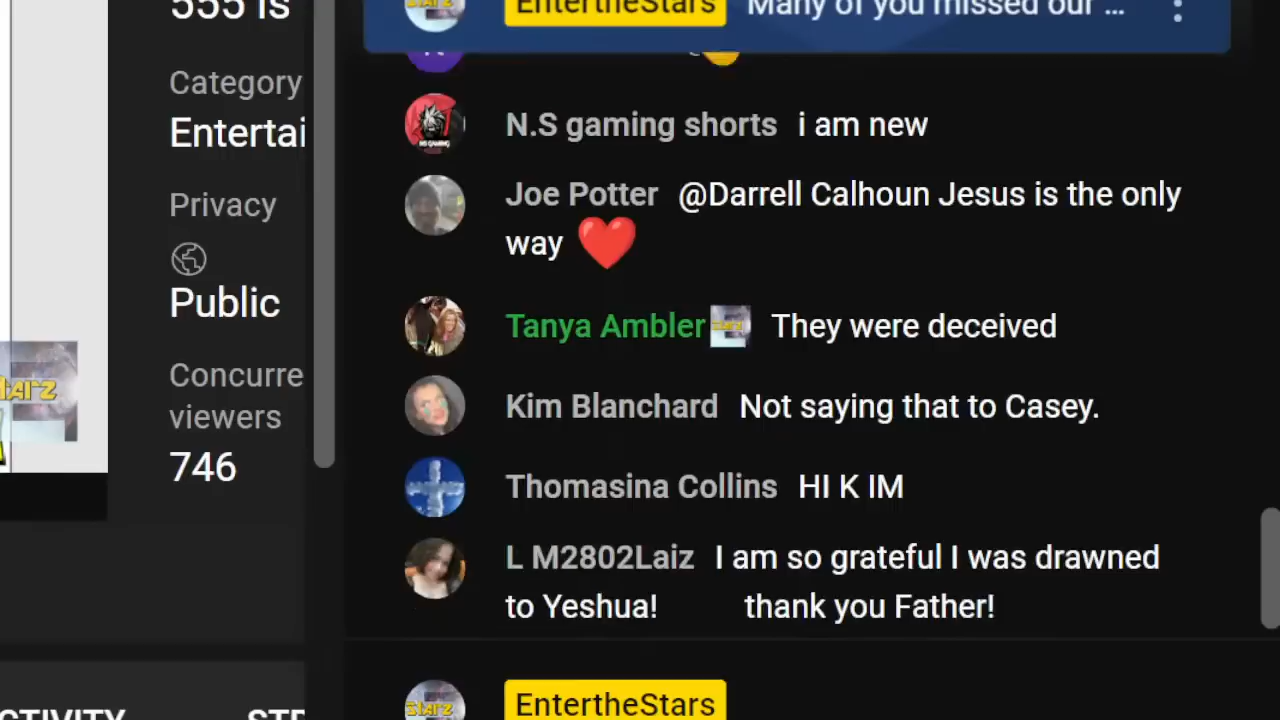 555 is
Category
Entertai
Privacy
Public
Concurre
viewers
746
CTIVITY
EntertheStars Many of you missed our ...
N.S gaming shorts i am new
Joe Potter @Darrell Calhoun Jesus is the only
way ❤️
Tanya Ambler They were deceived
Kim Blanchard Not saying that to Casey.
Thomasina Collins HI K IM
L M2802Laiz I am so grateful I was drawned
to Yeshua! thank you Father!
EntertheStars